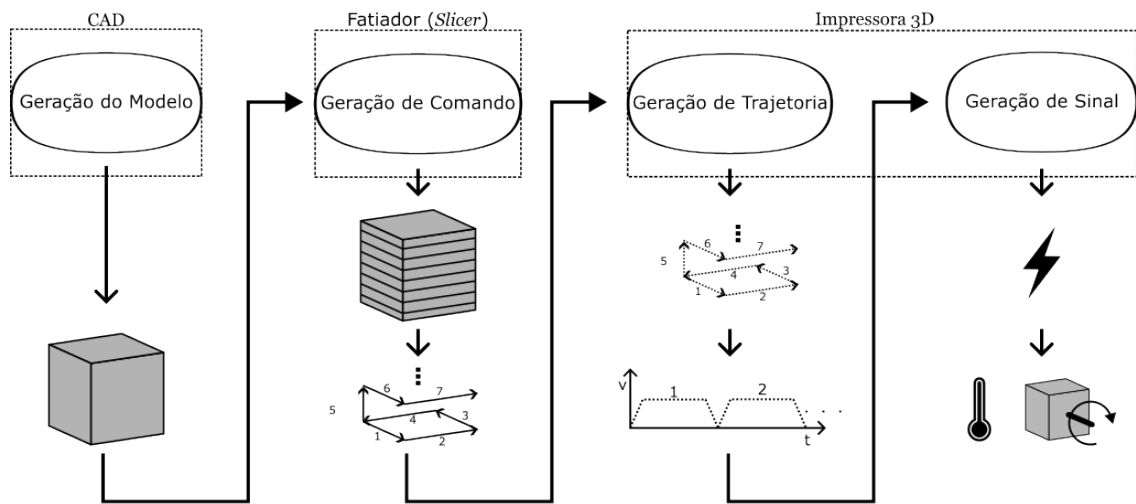 CAD
Fatiador (Slicer)
Impressora 3D
Geração do Modelo
Geração de Comando
Geração de Trajetoria
Geração de Sinal
6
7
5
4
3
1
2
6
7
5
4
3
1
2
v
1
2
. . .
t